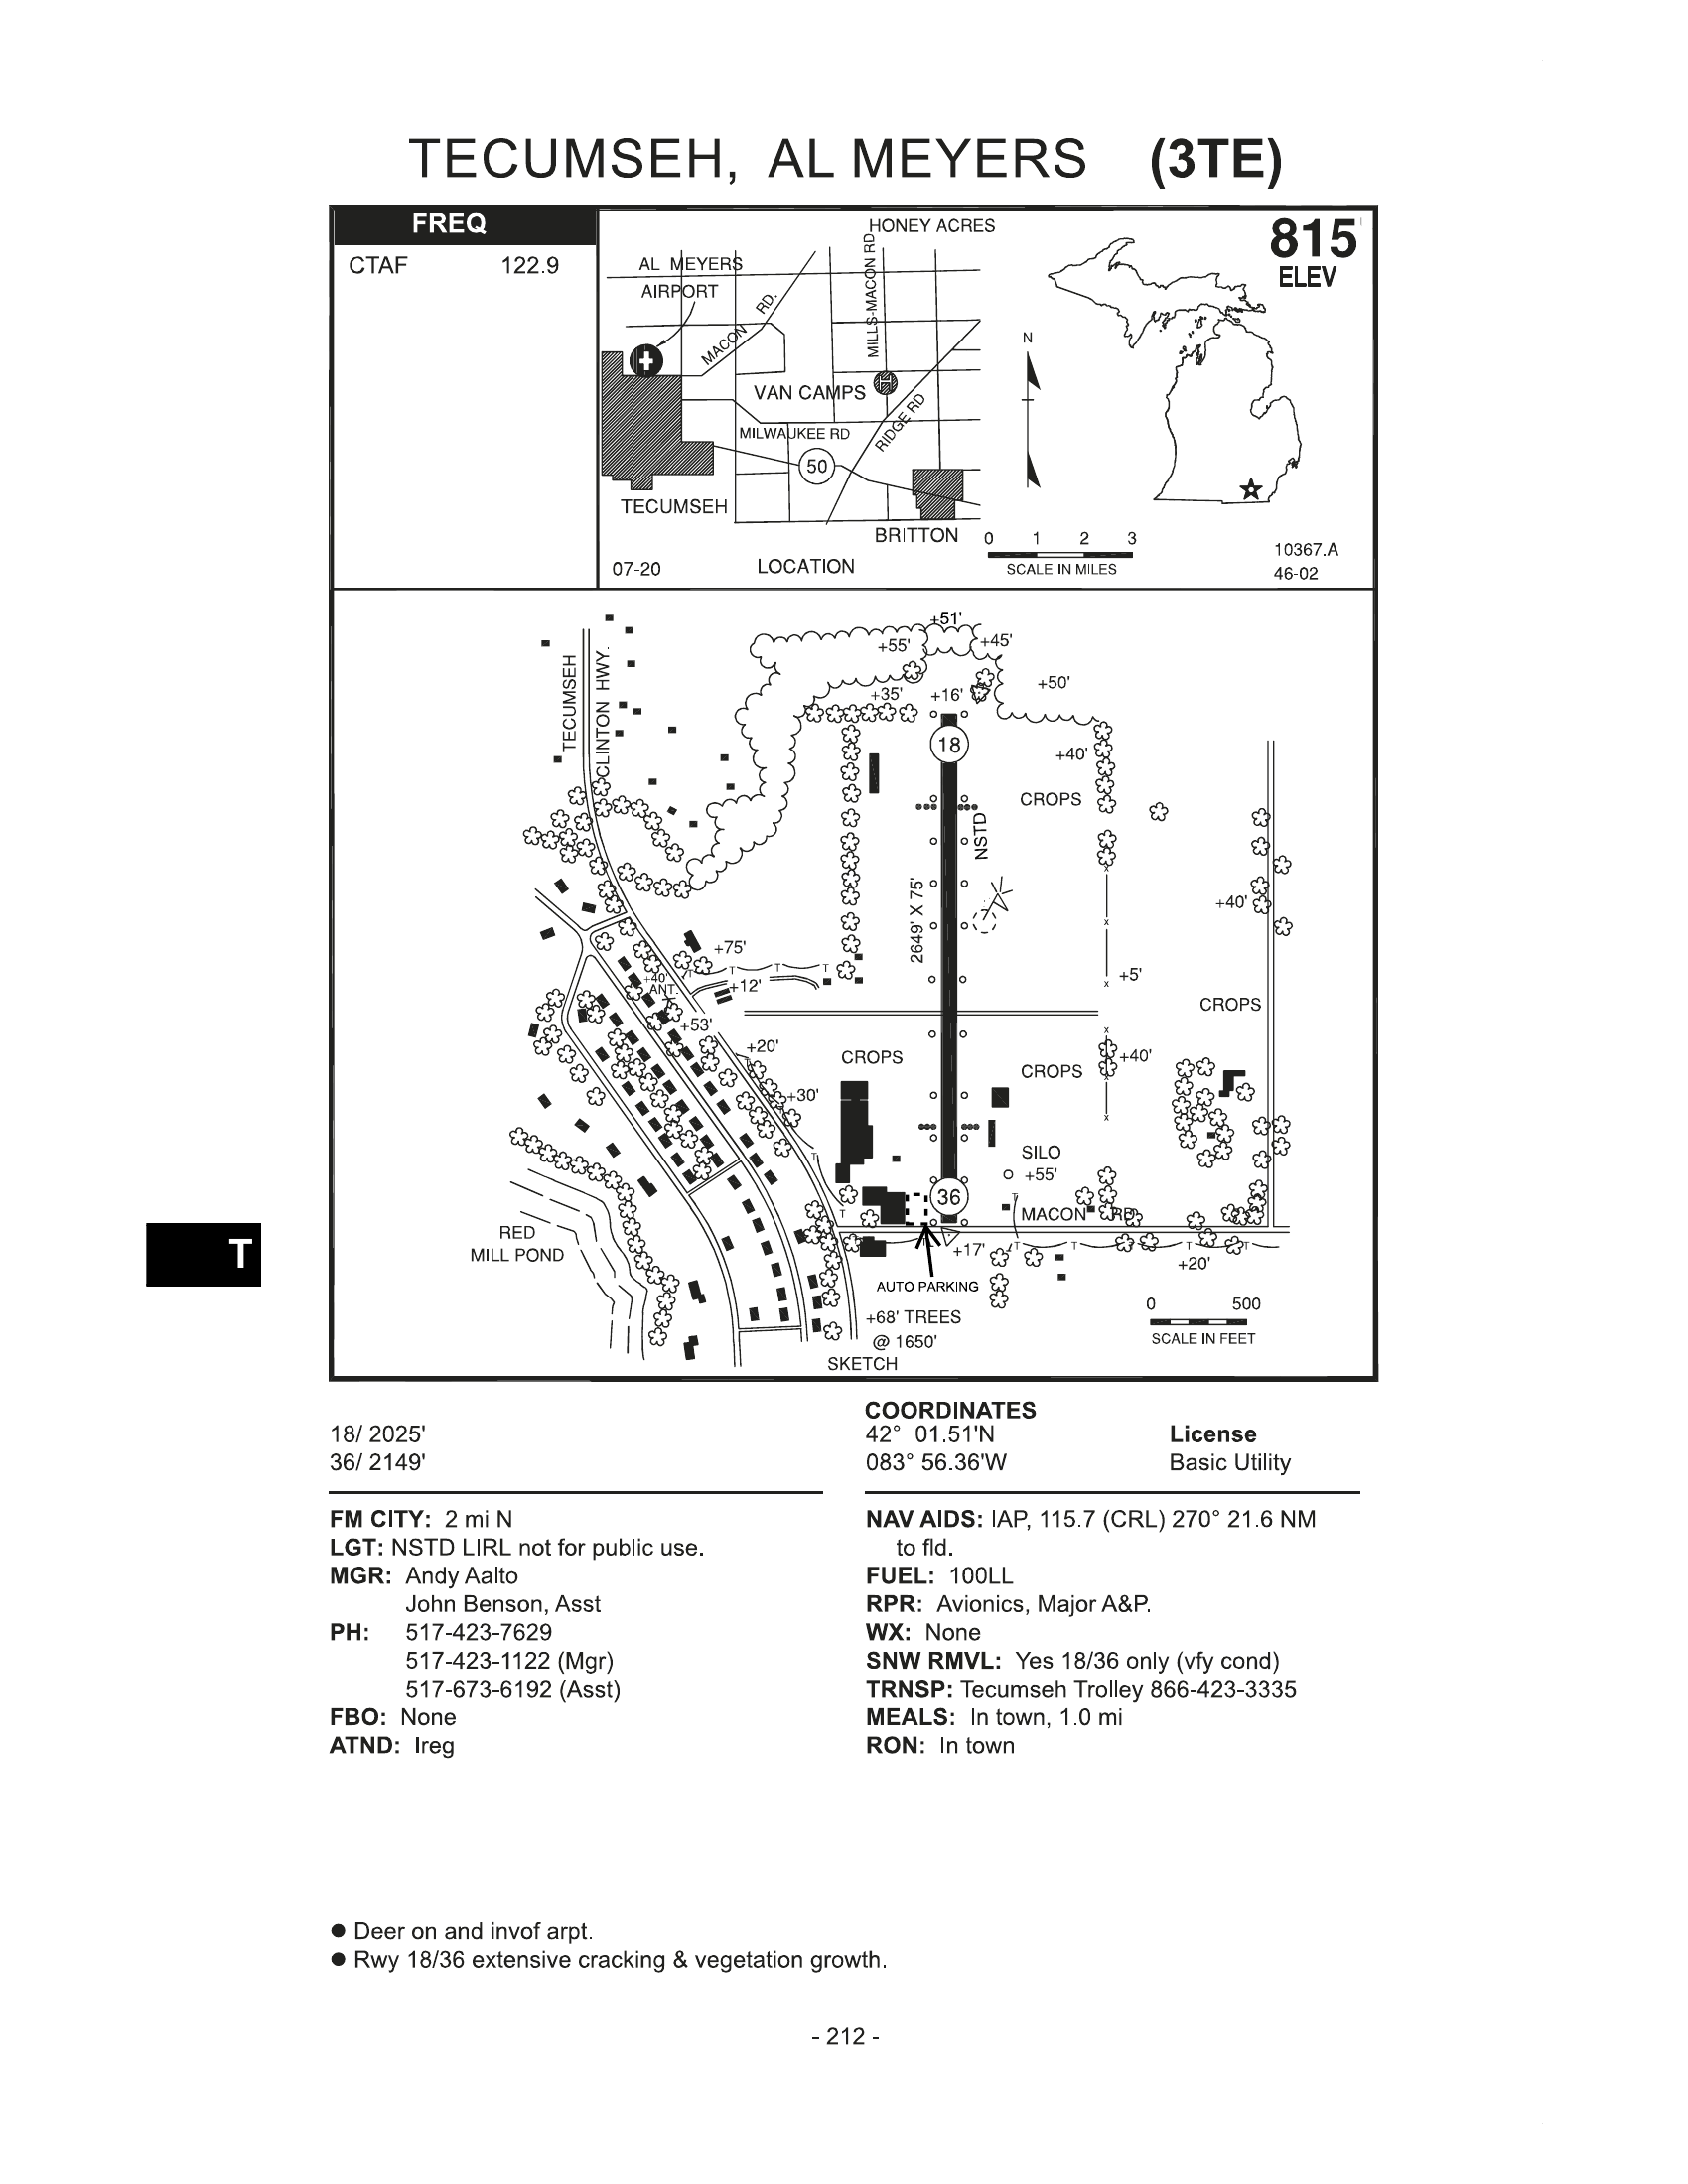 TECUMSEH, AL MEYERS (3TE)
FREQ
CTAF 122.9
HONEY ACRES
AL MEYERS
AIRPORT
MACON RD.
MILLS-MACON RD
VAN CAMPS
H
MILWAUKEE RD
RIDGE RD
50
TECUMSEH
BRITTON
07-20
LOCATION
N
0 1 2 3
SCALE IN MILES
815
ELEV
10367.A
46-02
TECUMSEH
CLINTON HWY.
+51'
+55'
+45'
+35'
+16'
+50'
18
+40'
CROPS
NSTD
2649' X 75'
+40'
+75'
T T T T
+12'
+40'
ANT.
+5'
CROPS
+53'
+20'
CROPS
CROPS
+40'
+30'
T
SILO
+55'
36
T
T
MACON RD.
RED
MILL POND
T
+17'
T T T T
+20'
AUTO PARKING
+68' TREES
@ 1650'
0 500
SCALE IN FEET
SKETCH
T
18/ 2025'
36/ 2149'
COORDINATES
42° 01.51'N
083° 56.36'W
License
Basic Utility
FM CITY: 2 mi N
LGT: NSTD LIRL not for public use.
MGR: Andy Aalto
John Benson, Asst
PH: 517-423-7629
517-423-1122 (Mgr)
517-673-6192 (Asst)
FBO: None
ATND: Ireg
NAV AIDS: IAP, 115.7 (CRL) 270° 21.6 NM
to fld.
FUEL: 100LL
RPR: Avionics, Major A&P.
WX: None
SNW RMVL: Yes 18/36 only (vfy cond)
TRNSP: Tecumseh Trolley 866-423-3335
MEALS: In town, 1.0 mi
RON: In town
● Deer on and invof arpt.
● Rwy 18/36 extensive cracking & vegetation growth.
- 212 -